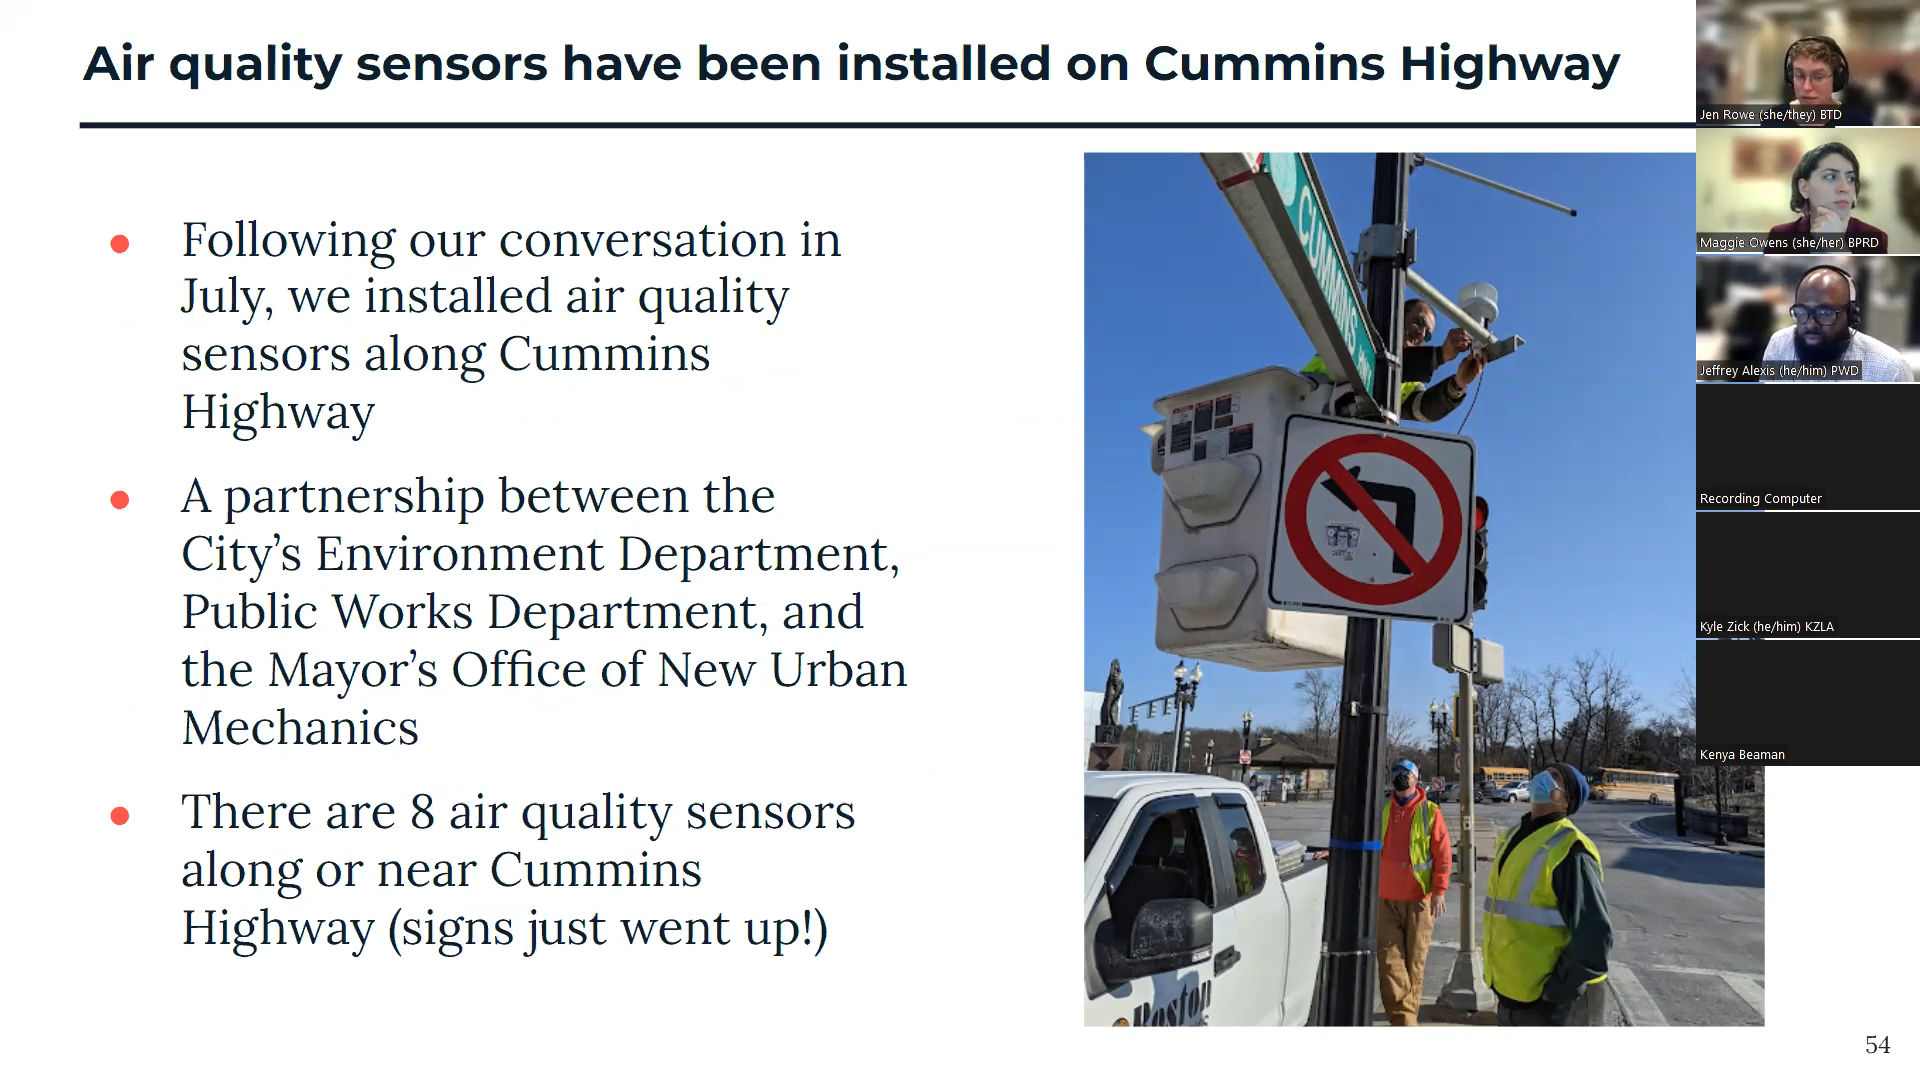 Air quality sensors have been installed on Cummins Highway
Following our conversation in
July, we installed air quality
sensors along Cummins
Highway
A partnership between the
City’s Environment Department,
Public Works Department, and
the Mayor’s Office of New Urban
Mechanics
There are 8 air quality sensors
along or near Cummins
Highway (signs just went up!)
CUMMINS
Boston
Jen Rowe (she/they) BTD
Maggie Owens (she/her) BPRD
Jeffrey Alexis (he/him) PWD
Recording Computer
Kyle Zick (he/him) KZLA
Kenya Beaman
54